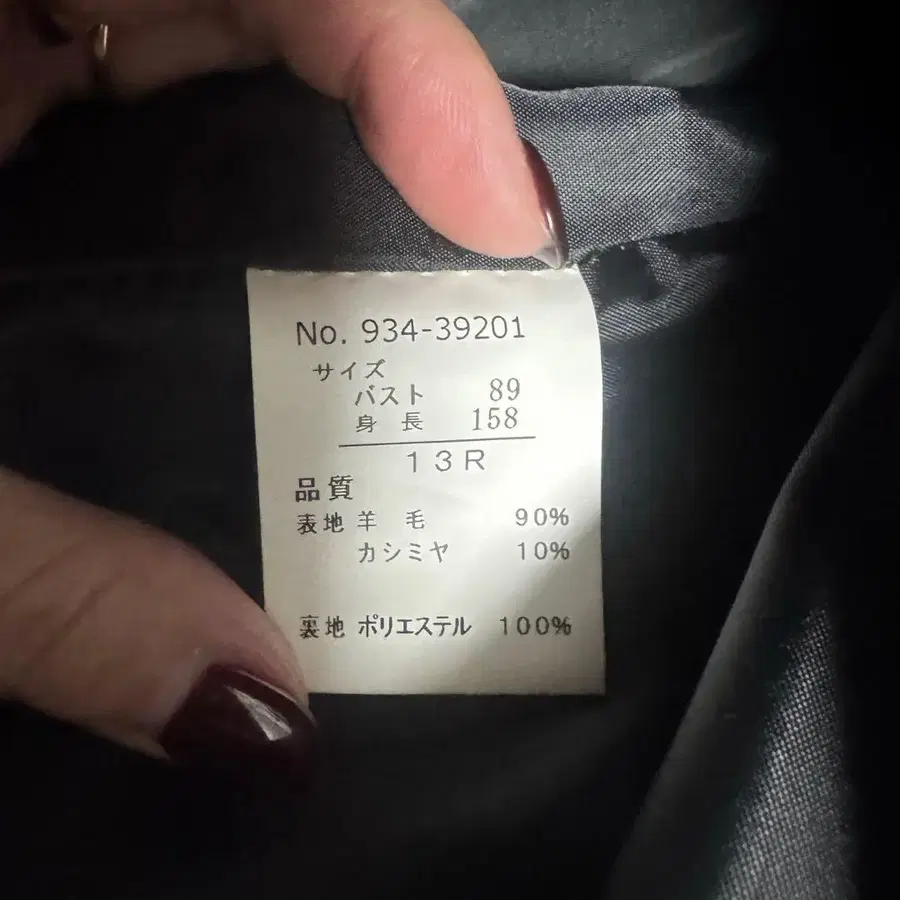 No. 934-39201
サイズ
バスト 89
身長 158
13R
品質
表地 羊毛 90%
カシミヤ 10%
裏地 ポリエステル 100%